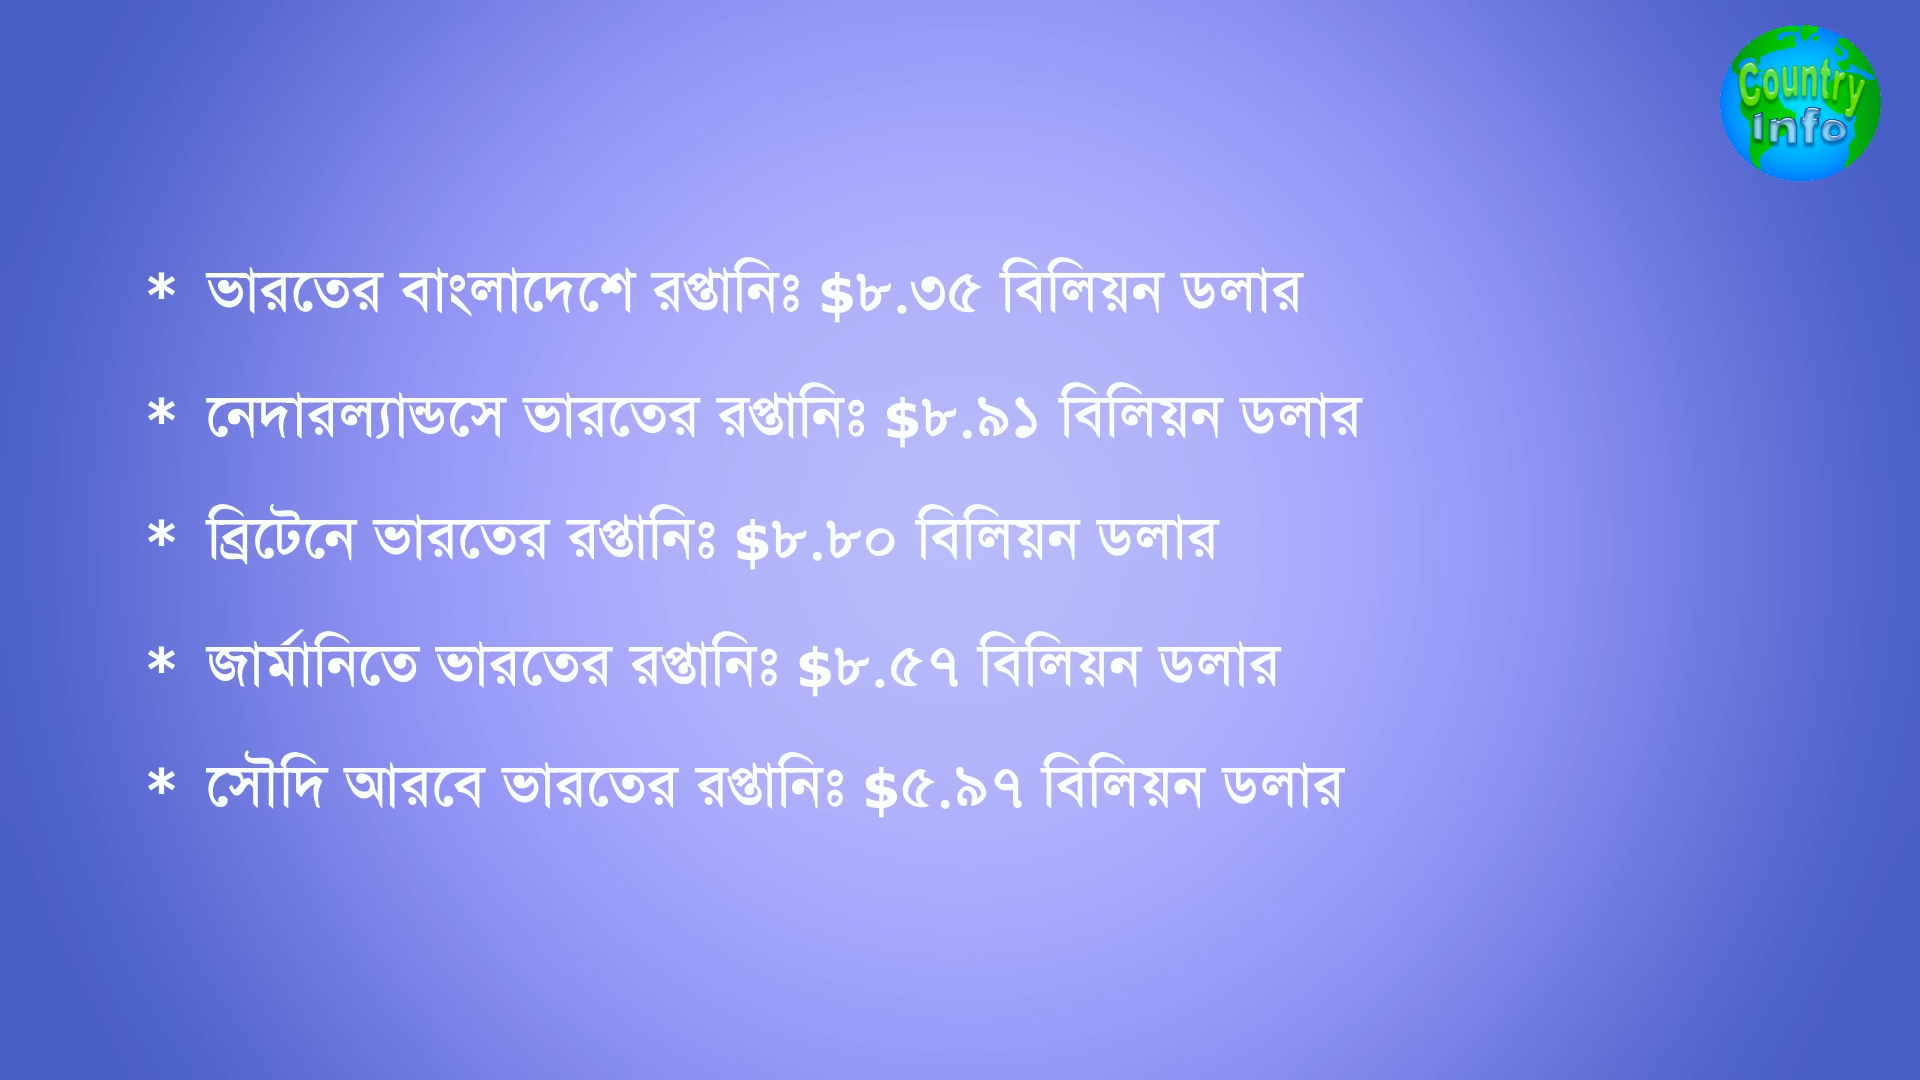 Country
Info
* ভারতের বাংলাদেশে রপ্তানিঃ $৮.৩৫ বিলিয়ন ডলার
* নেদারল্যান্ডসে ভারতের রপ্তানিঃ $৮.৯১ বিলিয়ন ডলার
* ব্রিটেনে ভারতের রপ্তানিঃ $৮.৮০ বিলিয়ন ডলার
* জার্মানিতে ভারতের রপ্তানিঃ $৮.৫৭ বিলিয়ন ডলার
* সৌদি আরবে ভারতের রপ্তানিঃ $৫.৯৭ বিলিয়ন ডলার